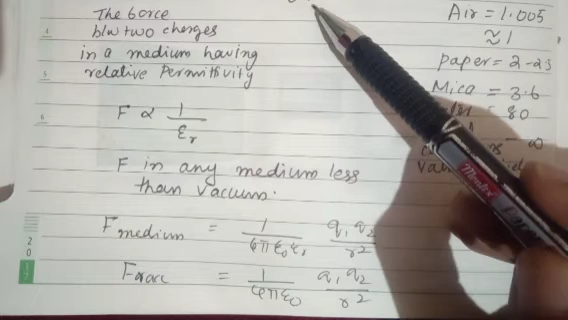 The force
b/w two charges
in a medium having
relative Permittivity
F ∝ 1/εr
F in any medium less
than vacuum.
Fmedium = 1/4πε0εr q1q2/r2
= 1/4πε0 q1q2/r2
Air = 1.005
≈ 1
paper = 2-2.5
Mica = 3.6
= 80
∞